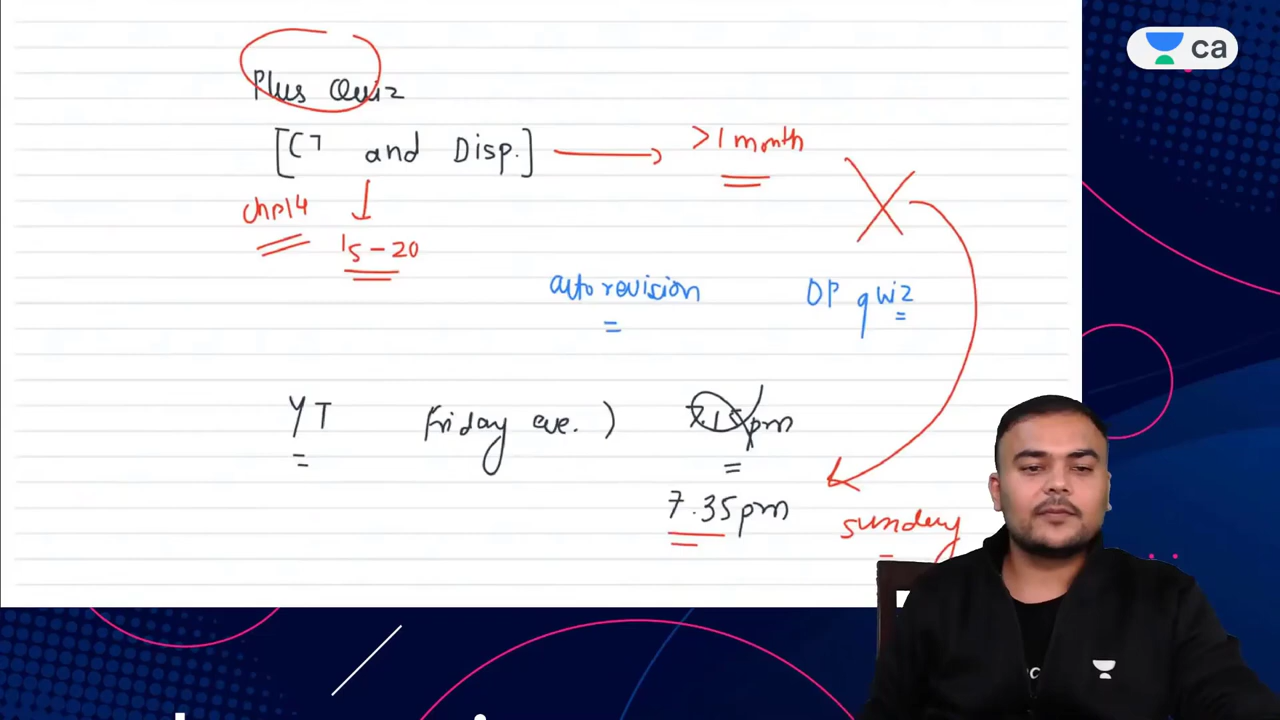 ca
Plus Quiz
[CT and Disp.] → >1 month
chp14
15-20
auto revision OP quiz
YT Friday eve.) 7.15pm
7.35pm
sunday